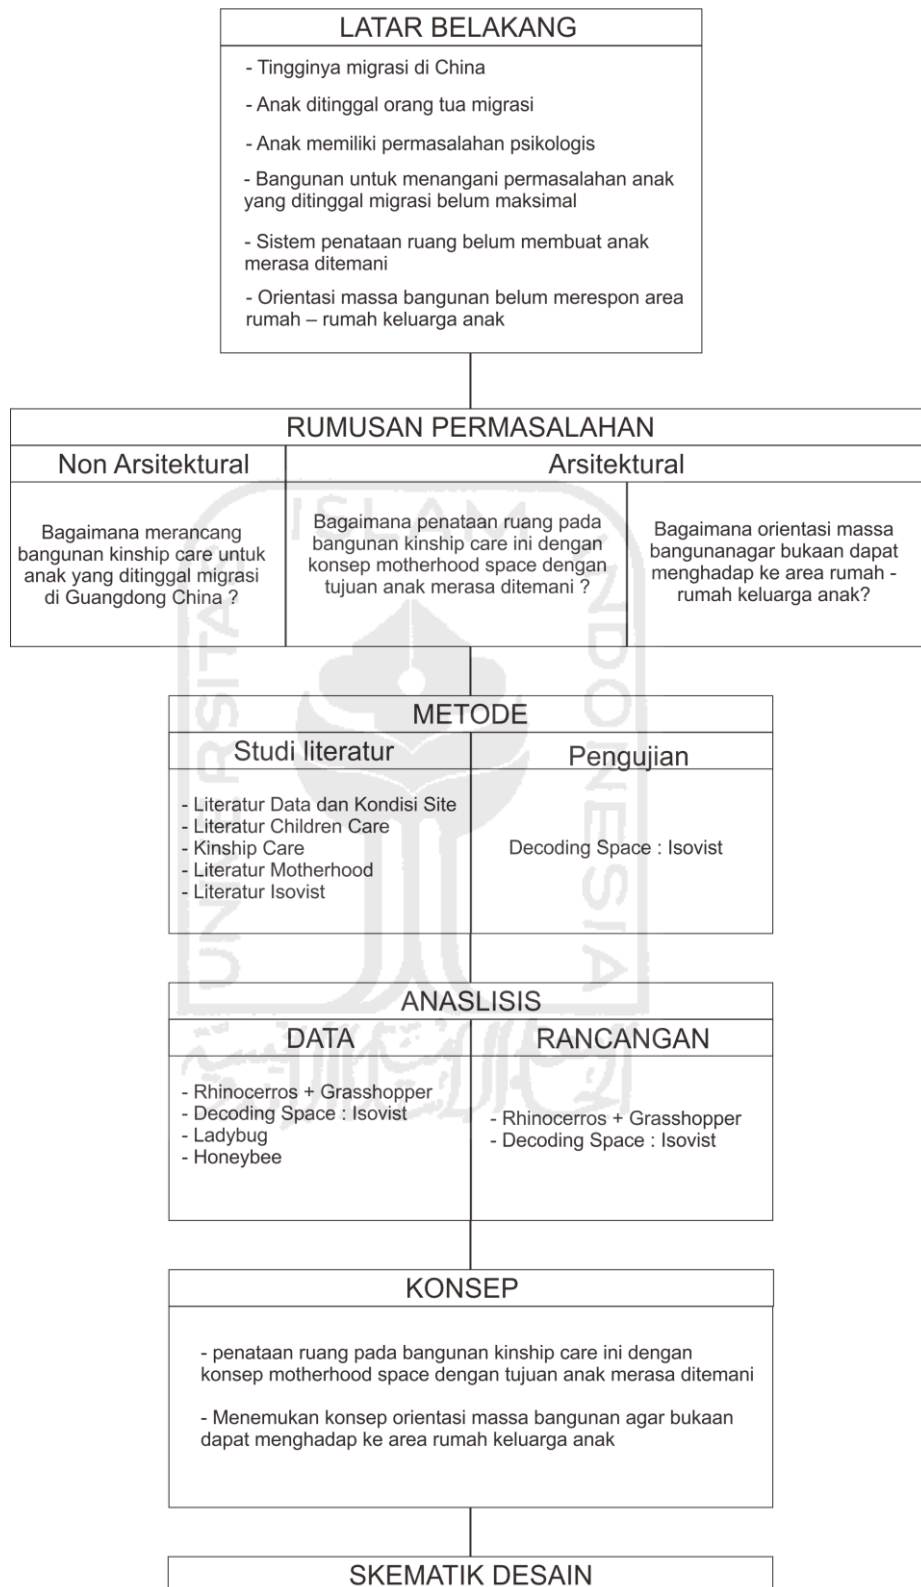 LATAR BELAKANG
- Tingginya migrasi di China
- Anak ditinggal orang tua migrasi
- Anak memiliki permasalahan psikologis
- Bangunan untuk menangani permasalahan anak
yang ditinggal migrasi belum maksimal
- Sistem penataan ruang belum membuat anak
merasa ditemani
- Orientasi massa bangunan belum merespon area
rumah – rumah keluarga anak
RUMUSAN PERMASALAHAN
Non Arsitektural
Arsitektural
Bagaimana merancang
bangunan kinship care untuk
anak yang ditinggal migrasi
di Guangdong China ?
Bagaimana penataan ruang pada
bangunan kinship care ini dengan
konsep motherhood space dengan
tujuan anak merasa ditemani ?
Bagaimana orientasi massa
bangunanagar bukaan dapat
menghadap ke area rumah -
rumah keluarga anak?
METODE
Studi literatur
- Literatur Data dan Kondisi Site
- Literatur Children Care
- Kinship Care
- Literatur Motherhood
- Literatur Isovist
Pengujian
Decoding Space : Isovist
ANASLISIS
DATA
- Rhinocerros + Grasshopper
- Decoding Space : Isovist
- Ladybug
- Honeybee
RANCANGAN
- Rhinocerros + Grasshopper
- Decoding Space : Isovist
KONSEP
- penataan ruang pada bangunan kinship care ini dengan
konsep motherhood space dengan tujuan anak merasa ditemani
- Menemukan konsep orientasi massa bangunan agar bukaan
dapat menghadap ke area rumah keluarga anak
SKEMATIK DESAIN
UNIVERSITAS
ISLAM
INDONESIA